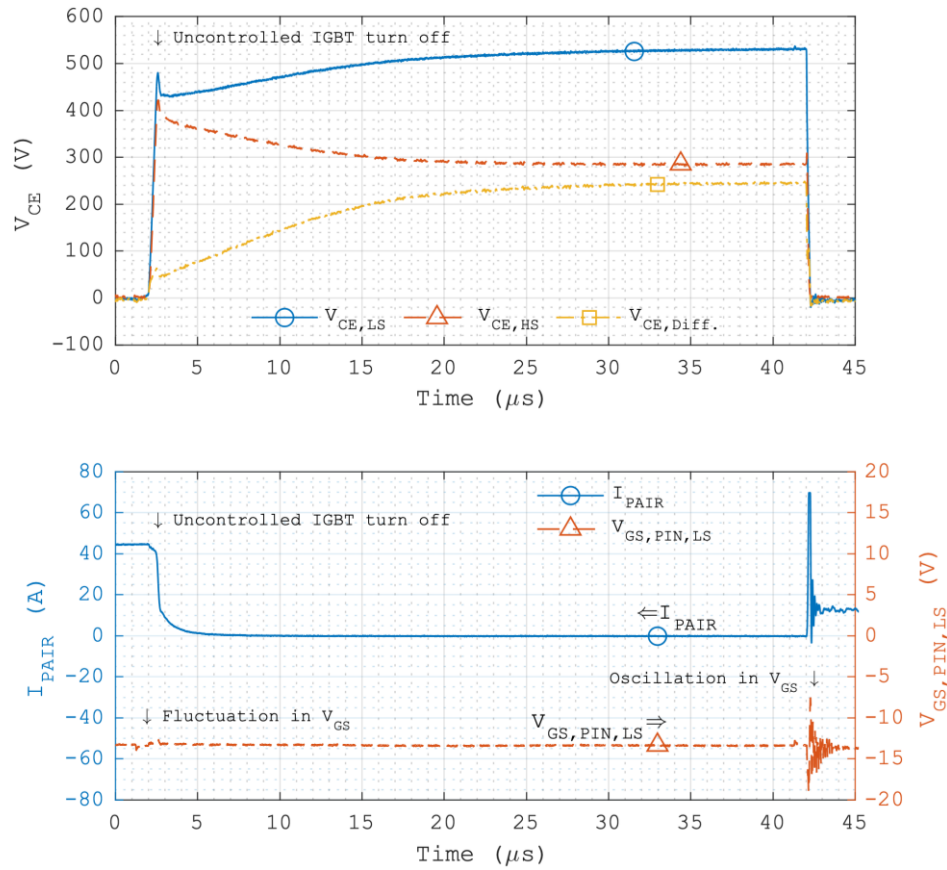 600
500
400
300
200
100
0
-100
V_CE (V)
↓ Uncontrolled IGBT turn off
V_CE,LS V_CE,HS V_CE,Diff.
0 5 10 15 20 25 30 35 40 45
Time (μs)
80
60
40
20
0
-20
-40
-60
-80
I_PAIR (A)
20
15
10
5
0
-5
-10
-15
-20
V_GS,PIN,LS (V)
I_PAIR
V_GS,PIN,LS
↓ Uncontrolled IGBT turn off
⇐I_PAIR
Oscillation in V_GS ↓
↓ Fluctuation in V_GS
V_GS,PIN,LS⇒
0 5 10 15 20 25 30 35 40 45
Time (μs)